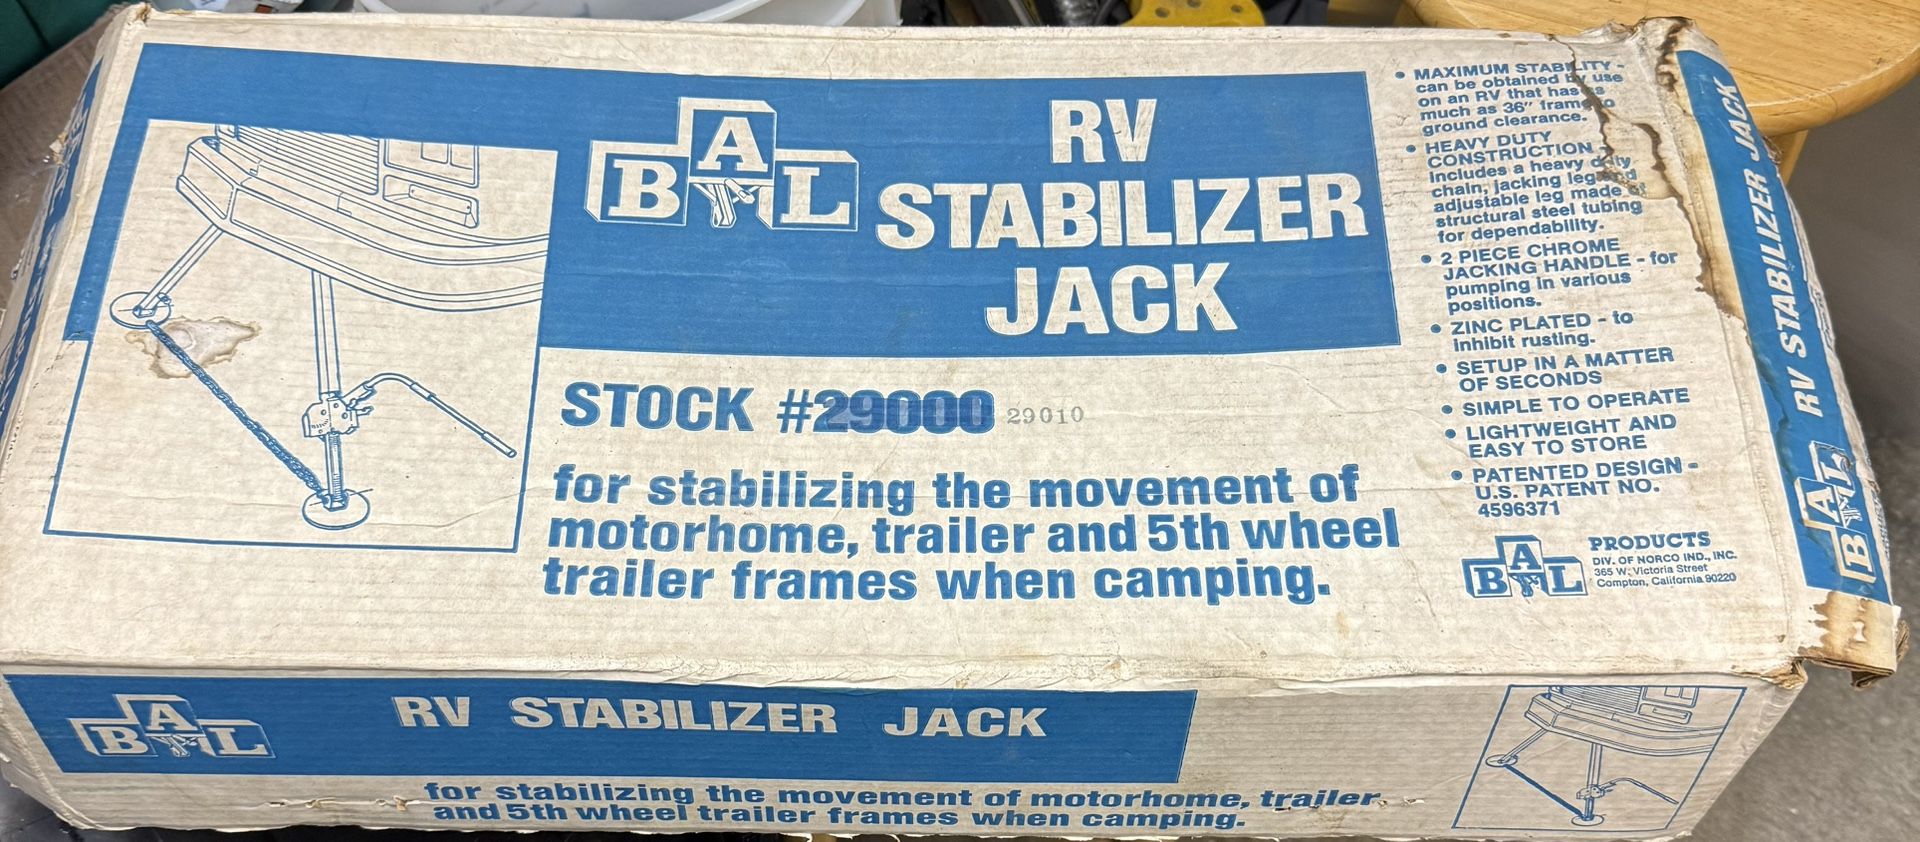 BAL
RV
STABILIZER
JACK
STOCK #29000 29010
for stabilizing the movement of
motorhome, trailer and 5th wheel
trailer frames when camping.
• MAXIMUM STABILITY -
can be obtained by use
on an RV that has as
much as 36" frame to
ground clearance.
• HEAVY DUTY
CONSTRUCTION -
includes a heavy duty
chain, jacking leg and
adjustable leg made of
structural steel tubing
for dependability.
• 2 PIECE CHROME
JACKING HANDLE - for
pumping in various
positions.
• ZINC PLATED - to
inhibit rusting.
• SETUP IN A MATTER
OF SECONDS
• SIMPLE TO OPERATE
• LIGHTWEIGHT AND
EASY TO STORE
• PATENTED DESIGN -
U.S. PATENT NO.
4596371
BAL
PRODUCTS
DIV. OF NORCO IND., INC.
365 W. Victoria Street
Compton, California 90220
BAL RV STABILIZER JACK
BAL
RV STABILIZER JACK
for stabilizing the movement of motorhome, trailer
and 5th wheel trailer frames when camping.